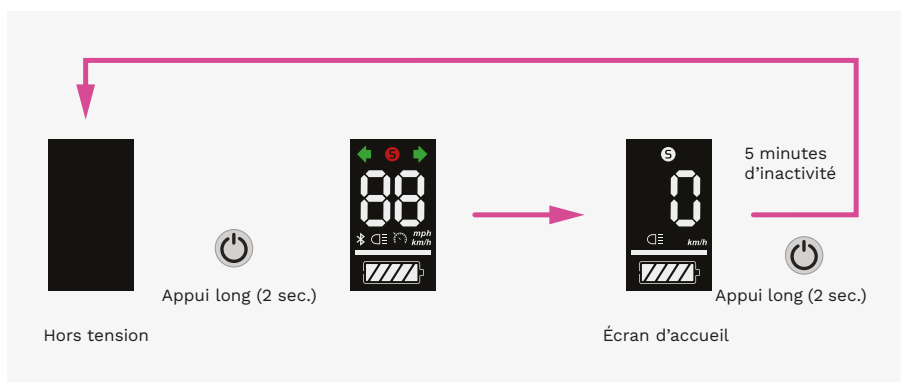 S
88
mph
km/h
S
0
km/h
5 minutes
d’inactivité
Appui long (2 sec.)
Appui long (2 sec.)
Hors tension
Écran d’accueil